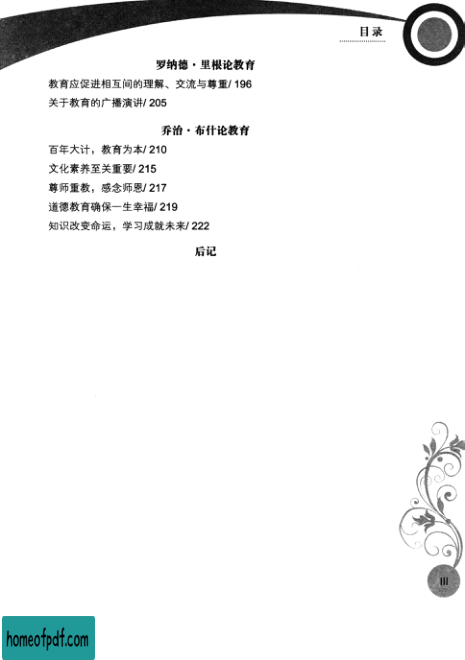 目录
罗纳德·里根论教育
教育应促进相互间的理解、交流与尊重/ 196
关于教育的广播演讲/ 205
乔治·布什论教育
百年大计，教育为本/ 210
文化素养至关重要/ 215
尊师重教，感念师恩/ 217
道德教育确保一生幸福/ 219
知识改变命运，学习成就未来/ 222
后记
III
homeofpdf.com